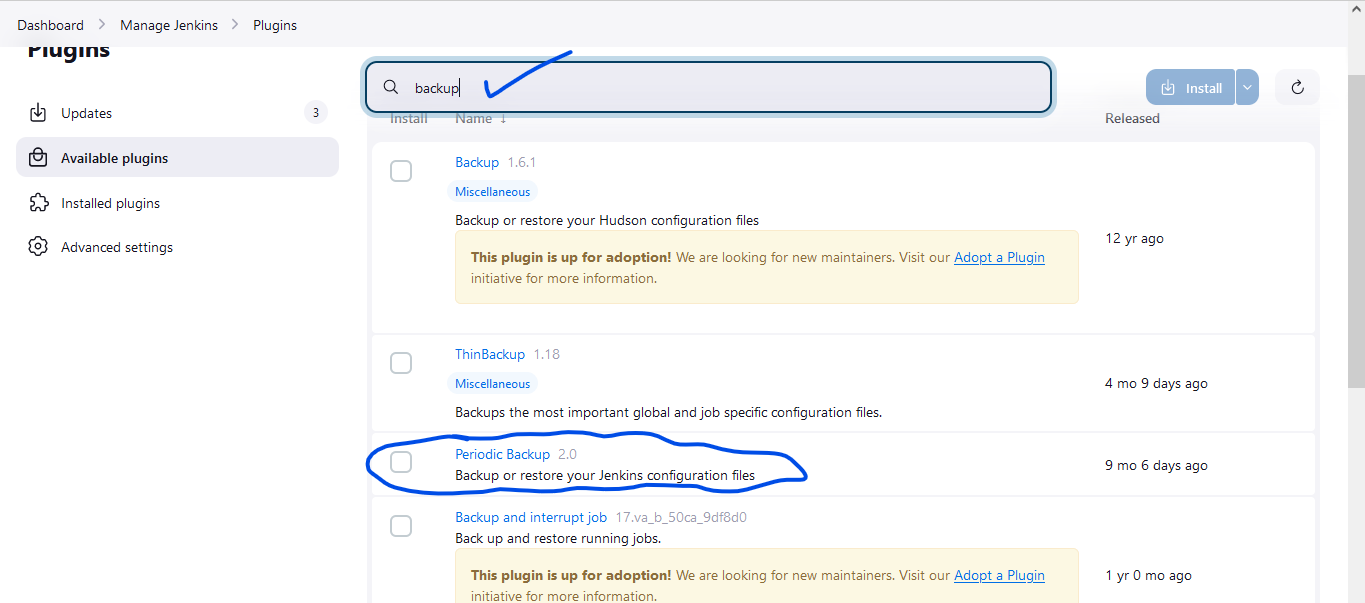 Dashboard > Manage Jenkins > Plugins
Plugins
Updates 3
Available plugins
Installed plugins
Advanced settings
backup
Install
Install Name ↓ Released
Backup 1.6.1
Miscellaneous
Backup or restore your Hudson configuration files
This plugin is up for adoption! We are looking for new maintainers. Visit our Adopt a Plugin
initiative for more information.
12 yr ago
ThinBackup 1.18
Miscellaneous
Backups the most important global and job specific configuration files.
4 mo 9 days ago
Periodic Backup 2.0
Backup or restore your Jenkins configuration files
9 mo 6 days ago
Backup and interrupt job 17.va_b_50ca_9df8d0
Back up and restore running jobs.
This plugin is up for adoption! We are looking for new maintainers. Visit our Adopt a Plugin
initiative for more information.
1 yr 0 mo ago